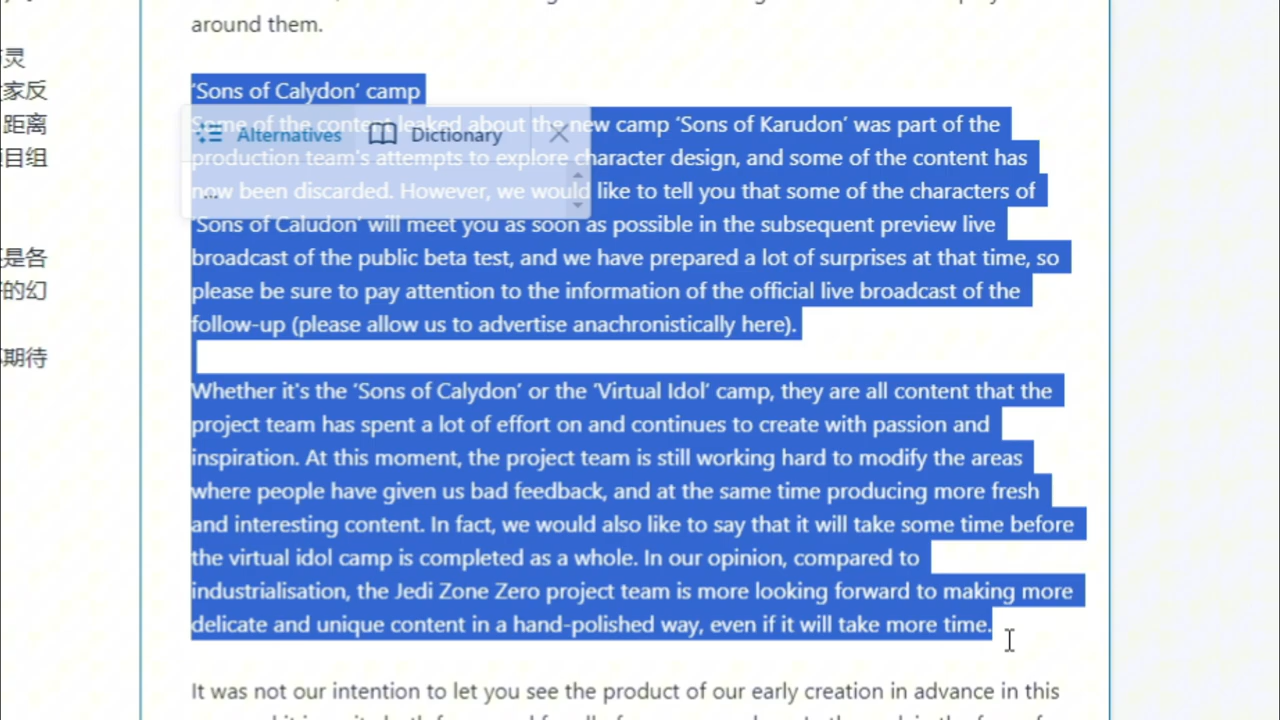 around them.
灵
家反
距离
目组
是各
的幻
期待
‘Sons of Calydon’ camp
Some of the content leaked about the new camp ‘Sons of Karudon’ was part of the
Alternatives Dictionary
production team's attempts to explore character design, and some of the content has
now been discarded. However, we would like to tell you that some of the characters of
...
‘Sons of Caludon’ will meet you as soon as possible in the subsequent preview live
broadcast of the public beta test, and we have prepared a lot of surprises at that time, so
please be sure to pay attention to the information of the official live broadcast of the
follow-up (please allow us to advertise anachronistically here).
Whether it's the ‘Sons of Calydon’ or the ‘Virtual Idol’ camp, they are all content that the
project team has spent a lot of effort on and continues to create with passion and
inspiration. At this moment, the project team is still working hard to modify the areas
where people have given us bad feedback, and at the same time producing more fresh
and interesting content. In fact, we would also like to say that it will take some time before
the virtual idol camp is completed as a whole. In our opinion, compared to
industrialisation, the Jedi Zone Zero project team is more looking forward to making more
delicate and unique content in a hand-polished way, even if it will take more time.
It was not our intention to let you see the product of our early creation in advance in this